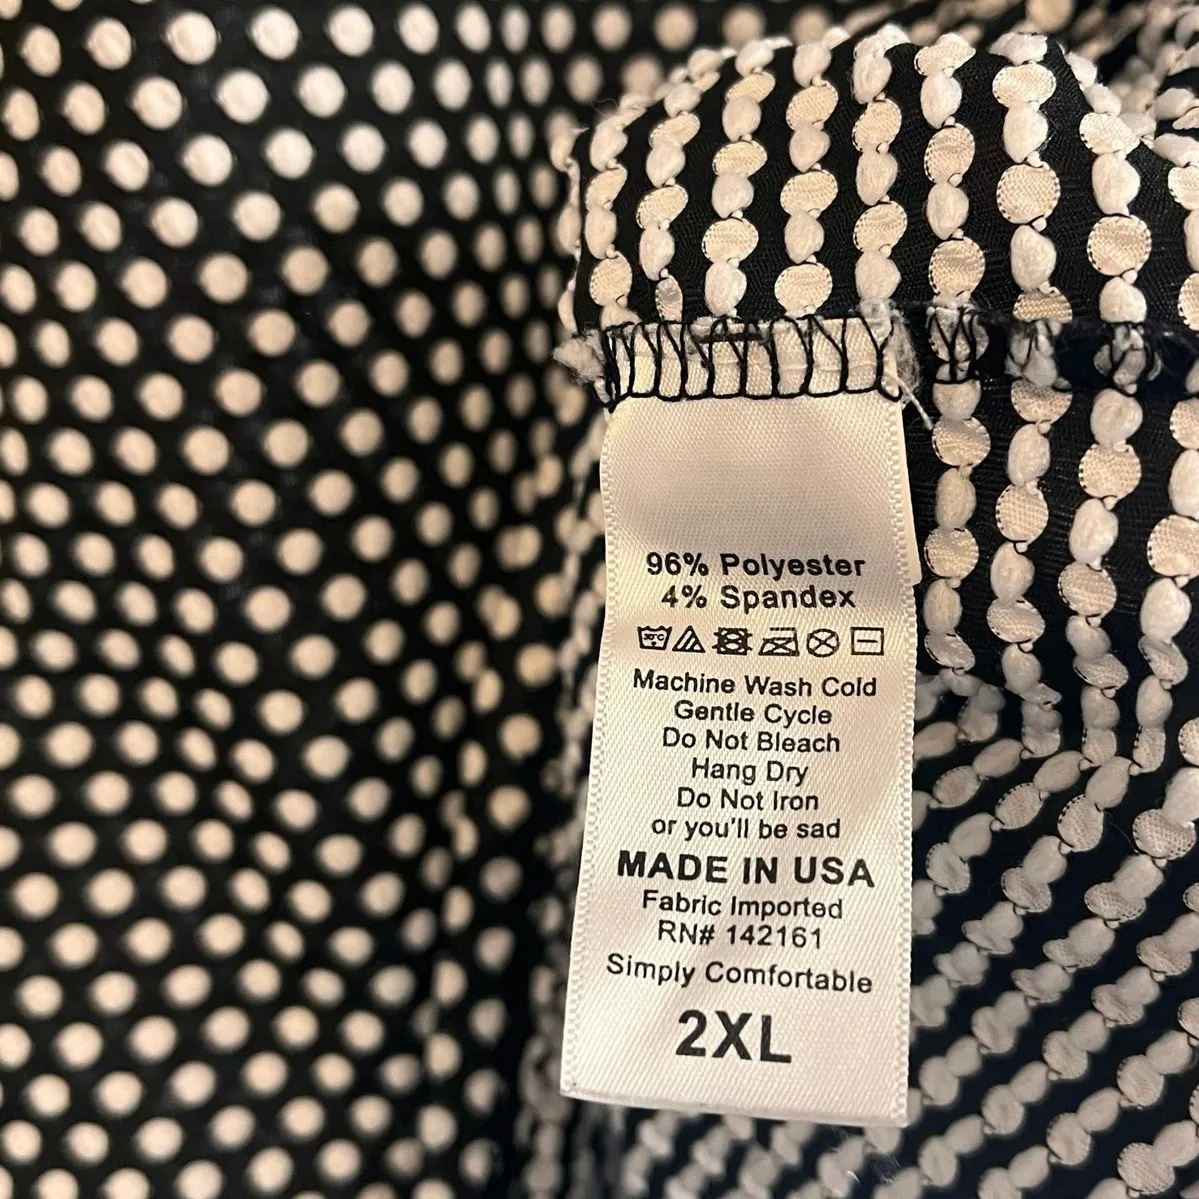 96% Polyester
4% Spandex
30°C
Machine Wash Cold
Gentle Cycle
Do Not Bleach
Hang Dry
Do Not Iron
or you'll be sad
MADE IN USA
Fabric Imported
RN# 142161
Simply Comfortable
2XL